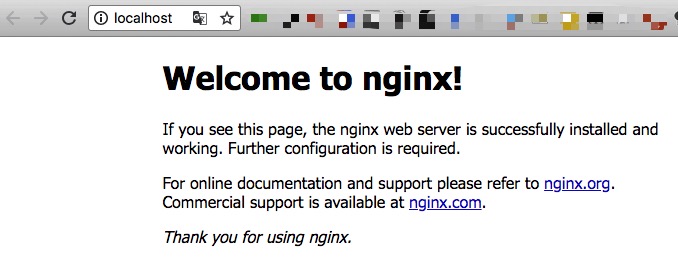 localhost
Welcome to nginx!
If you see this page, the nginx web server is successfully installed and
working. Further configuration is required.
For online documentation and support please refer to nginx.org.
Commercial support is available at nginx.com.
Thank you for using nginx.